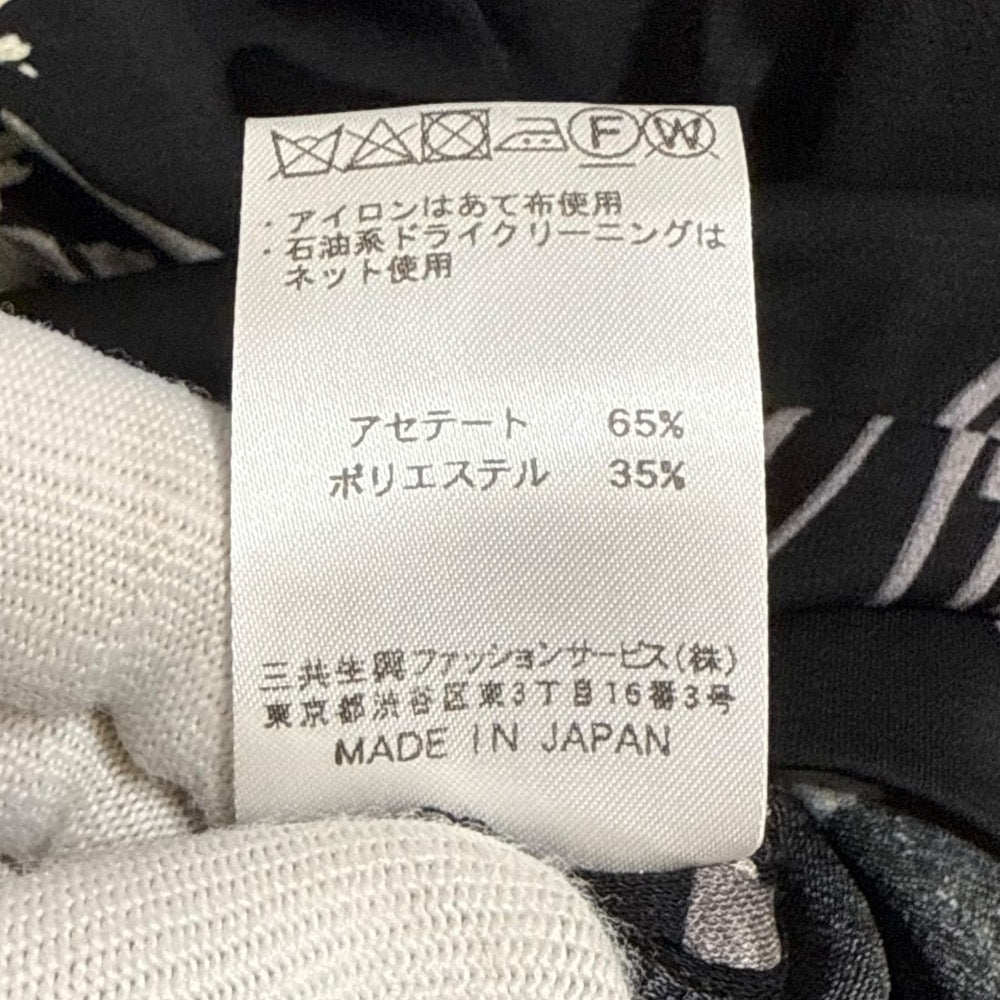 F W
・アイロンはあて布使用
・石油系ドライクリーニングは
ネット使用
アセテート 65%
ポリエステル 35%
三共生興ファッションサービス(株)
東京都渋谷区東3丁目16番3号
MADE IN JAPAN